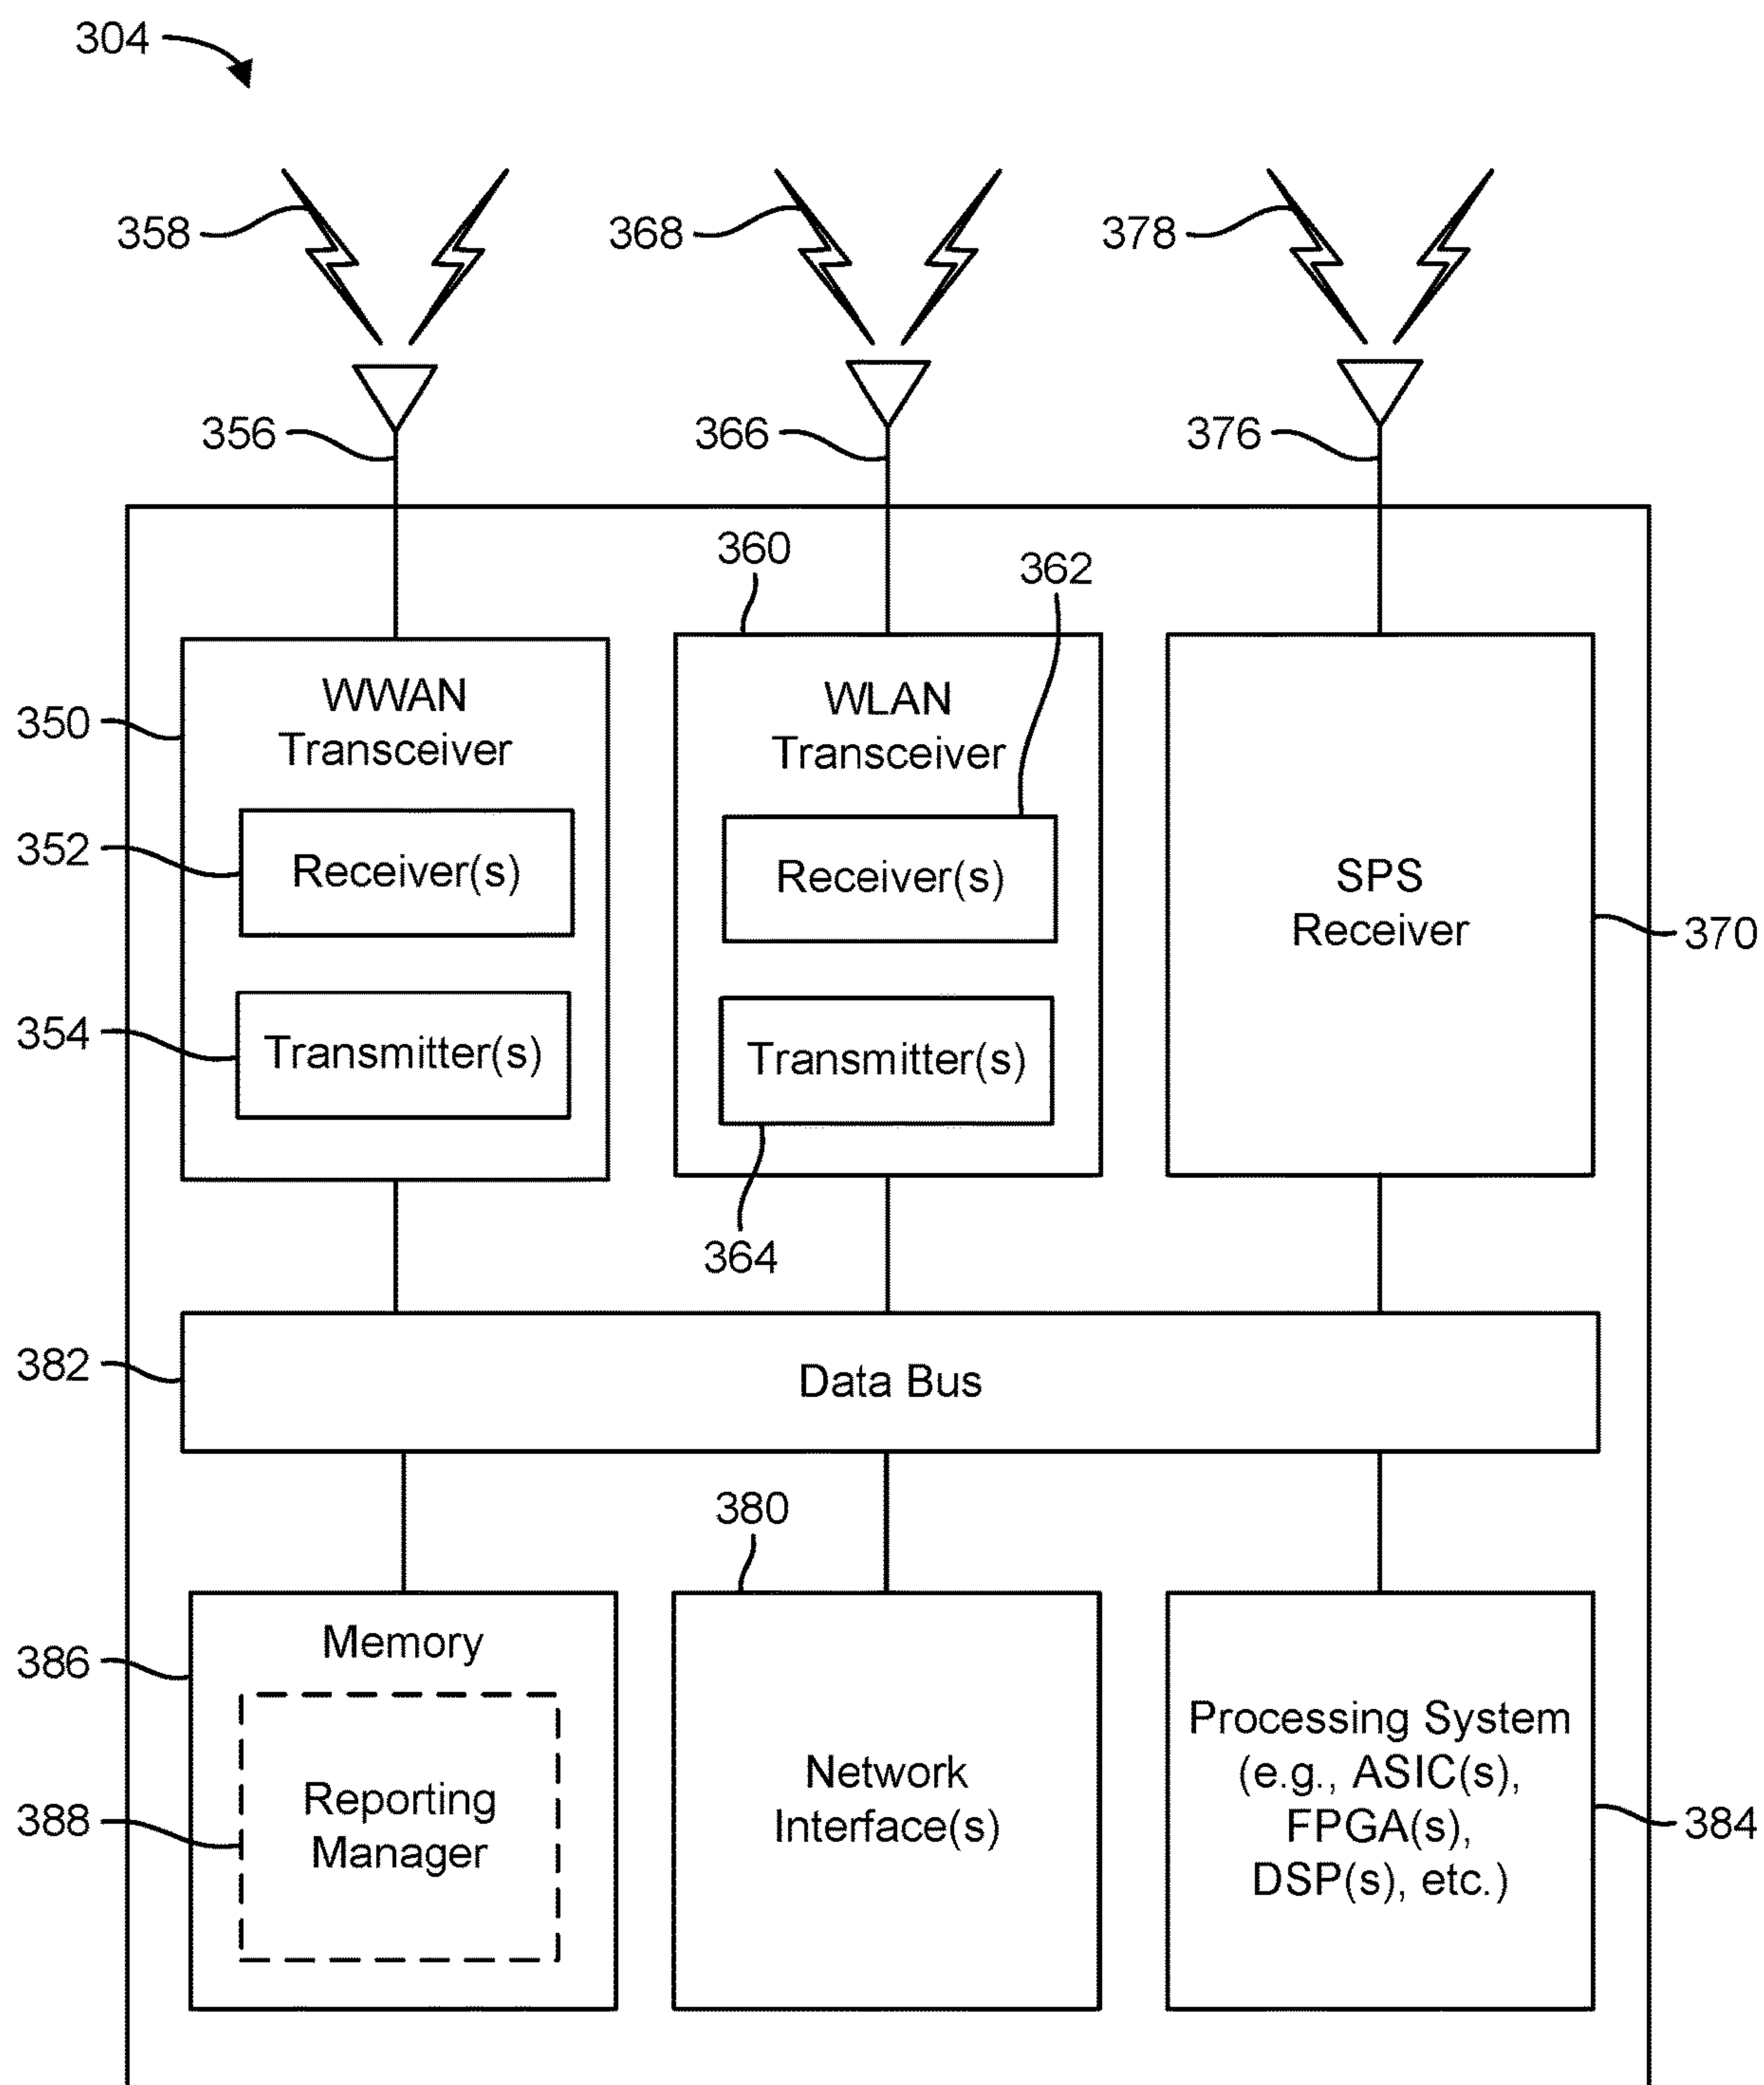 304
358
368
378
356
366
376
360
362
WWAN
Transceiver
WLAN
Transceiver
350
352
Receiver(s)
Receiver(s)
SPS
Receiver
370
354
Transmitter(s)
Transmitter(s)
364
382
Data Bus
380
386
Memory
388
Reporting
Manager
Network
Interface(s)
Processing System
(e.g., ASIC(s),
FPGA(s),
DSP(s), etc.)
384